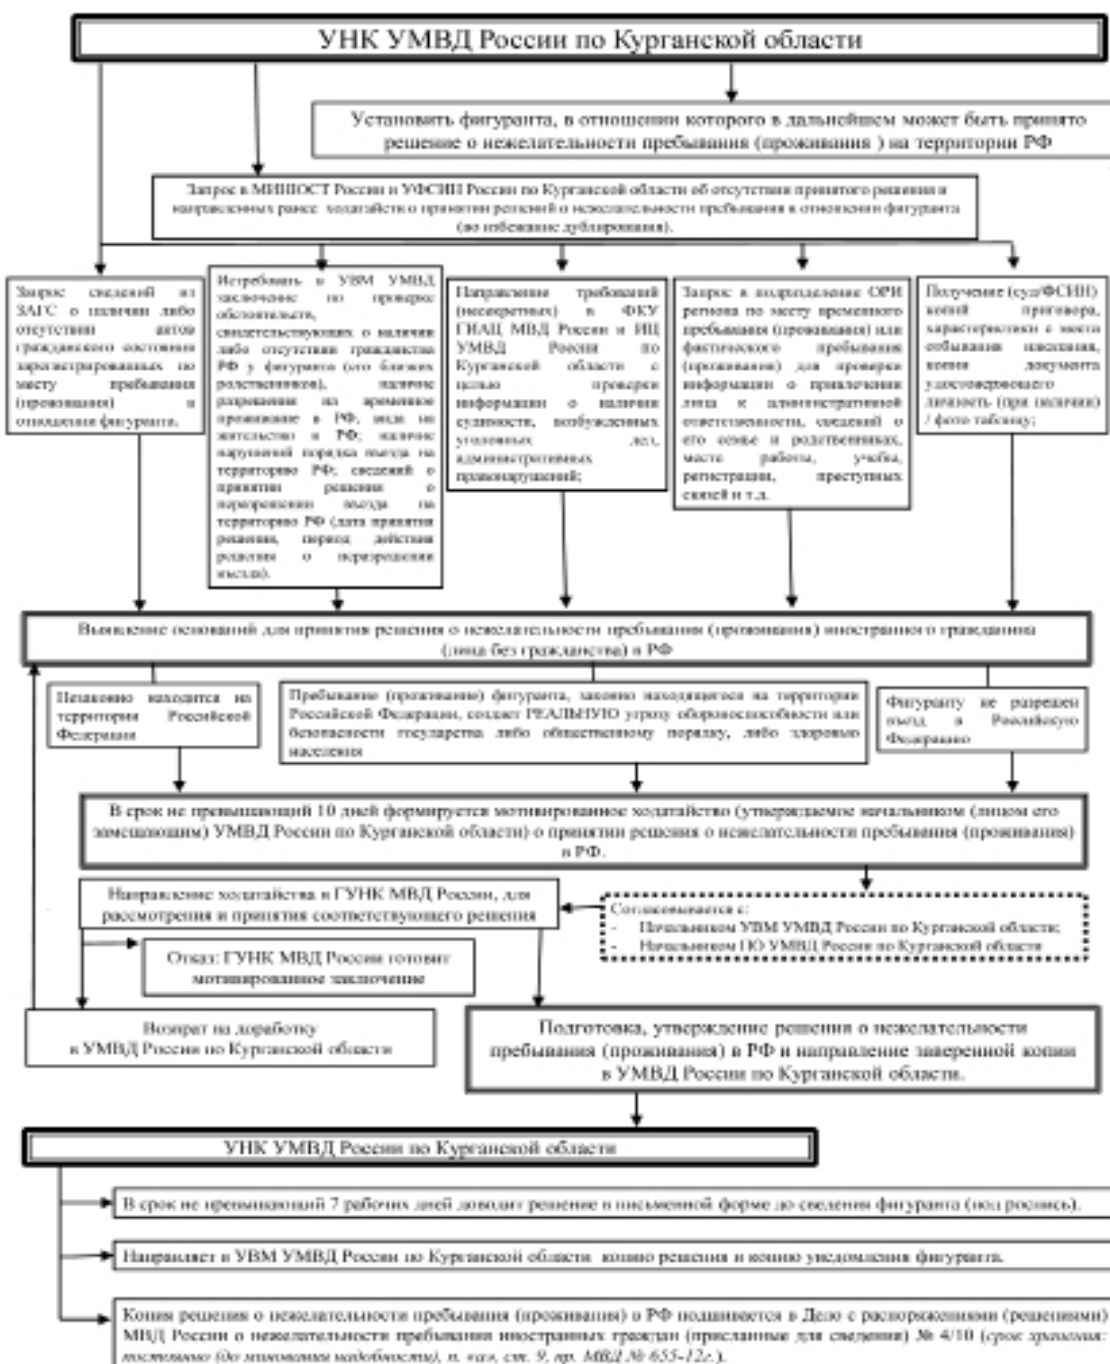 УНК УМВД России по Курганской области
Установить фигуранта, в отношении которого в дальнейшем может быть принято
решение о нежелательности пребывания (проживания ) на территории РФ
Запрос в МИНЮСТ России и УФСИН России по Курганской области об отсутствии принятого решения и
направленных ранее ходатайств о принятии решений о нежелательности пребывания в отношении фигуранта
(во избежание дублирования).
Запрос сведений из
ЗАГС о наличии либо
отсутствии актов
гражданского состояния
зарегистрированных по
месту пребывания
(проживания) в
отношении фигуранта.
Истребовать в УВМ УМВД
заключение по проверке
обстоятельств,
свидетельствующих о наличии
либо отсутствии гражданства
РФ у фигуранта (его близких
родственников), наличие
разрешения на временное
проживание в РФ, вида на
жительство в РФ; наличие
нарушений порядка въезда на
территорию РФ; сведений о
принятии решения о
неразрешении въезда на
территорию РФ (дата принятия
решения, период действия
решения о неразрешении
въезда).
Направление требований
(несекретных) в ФКУ
ГИАЦ МВД России и ИЦ
УМВД России по
Курганской области с
целью проверки
информации о наличии
судимости, возбужденных
уголовных дел,
административных
правонарушений;
Запрос в подразделение ОРИ
региона по месту временного
пребывания (проживания) или
фактического пребывания
(проживания) для проверки
информации о привлечении
лица к административной
ответственности, сведений о
его семье и родственниках,
месте работы, учебы,
регистрации, преступных
связей и т.д.
Получение (суд/ФСИН)
копий приговора,
характеристики с места
отбывания наказания,
копии документа
удостоверяющего
личность (при наличии)
/ фото таблицу;
Выявление оснований для принятия решения о нежелательности пребывания (проживания) иностранного гражданина
(лица без гражданства) в РФ
Незаконно находится на
территории Российской
Федерации
Пребывание (проживание) фигуранта, законно находящегося на территории
Российской Федерации, создает РЕАЛЬНУЮ угрозу обороноспособности или
безопасности государства либо общественному порядку, либо здоровью
населения
Фигуранту не разрешен
въезд в Российскую
Федерацию
В срок не превышающий 10 дней формируется мотивированное ходатайство (утверждаемое начальником (лицом его
замещающим) УМВД России по Курганской области) о принятии решения о нежелательности пребывания (проживания)
в РФ.
Направление ходатайства в ГУНК МВД России, для
рассмотрения и принятия соответствующего решения
Согласовывается с:
- Начальником УВМ УМВД России по Курганской области;
- Начальником ПО УМВД России по Курганской области
Отказ: ГУНК МВД России готовит
мотивированное заключение
Возврат на доработку
в УМВД России по Курганской области
Подготовка, утверждение решения о нежелательности
пребывания (проживания) в РФ и направление заверенной копии
в УМВД России по Курганской области.
УНК УМВД России по Курганской области
В срок не превышающий 7 рабочих дней доводит решение в письменной форме до сведения фигуранта (под роспись).
Направляет в УВМ УМВД России по Курганской области копию решения и копию уведомления фигуранта.
Копия решения о нежелательности пребывания (проживания) в РФ подшивается в Дело с распоряжениями (решениями)
МВД России о нежелательности пребывания иностранных граждан (присланные для сведения) № 4/10 (срок хранения:
постоянно (до минования надобности), п. «а», ст. 9, пр. МВД № 655-12г.).